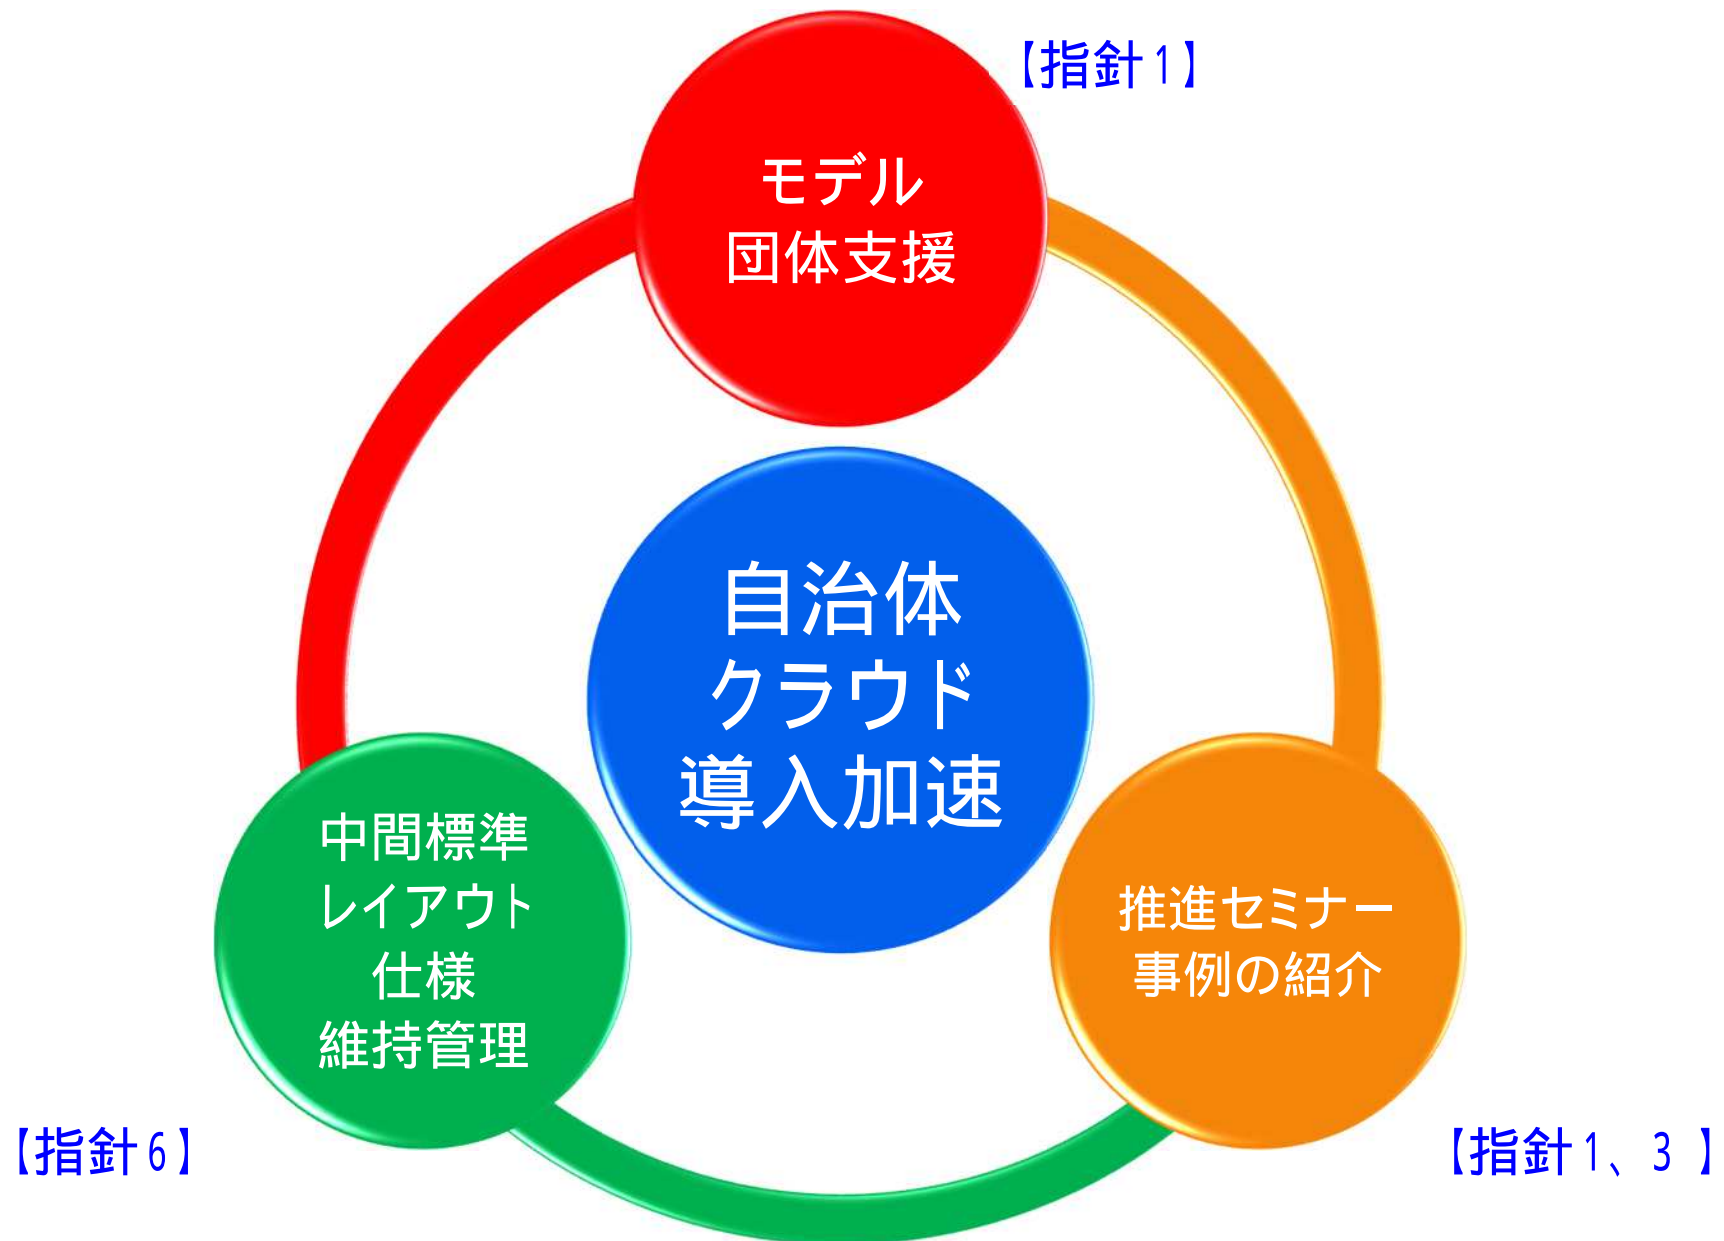 【指針1】
モデル
団体支援
自治体
クラウド
導入加速
中間標準
レイアウト
仕様
維持管理
推進セミナー
事例の紹介
【指針6】
【指針1、3 】